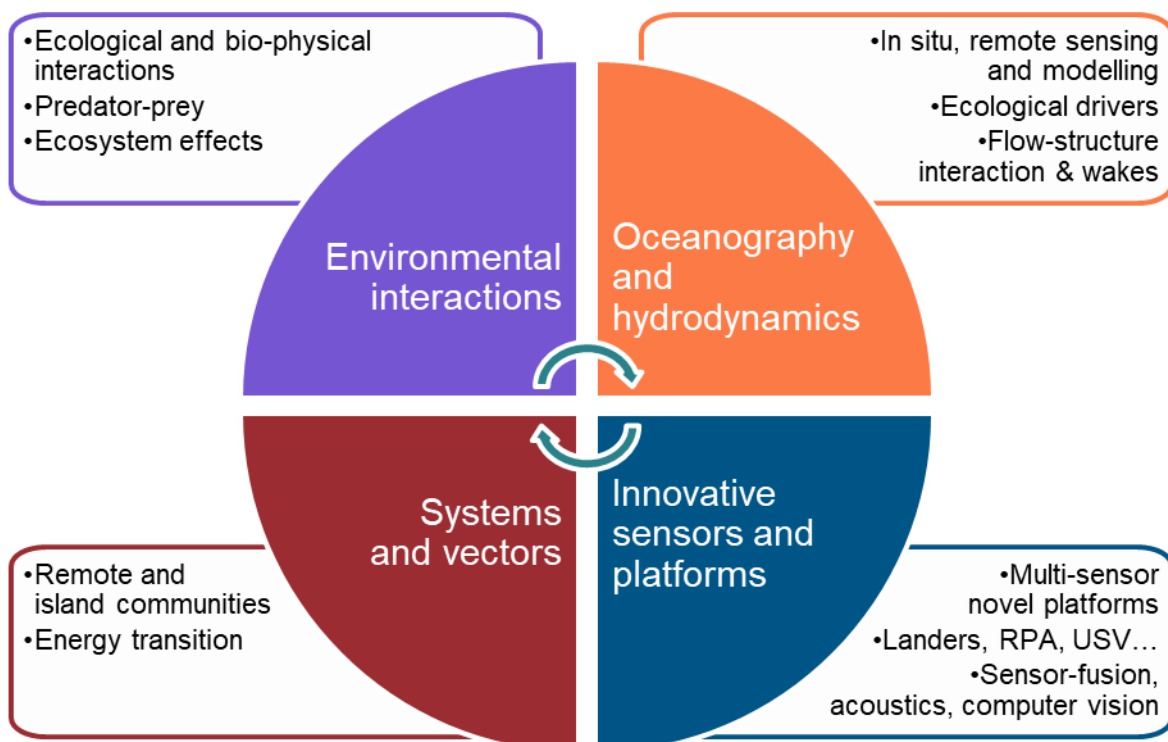 •Ecological and bio-physical
interactions
•Predator-prey
•Ecosystem effects
•In situ, remote sensing
and modelling
•Ecological drivers
•Flow-structure
interaction & wakes
Environmental
interactions
Oceanography
and
hydrodynamics
Systems
and vectors
Innovative
sensors and
platforms
•Remote and
island communities
•Energy transition
•Multi-sensor
novel platforms
•Landers, RPA, USV…
•Sensor-fusion,
acoustics, computer vision